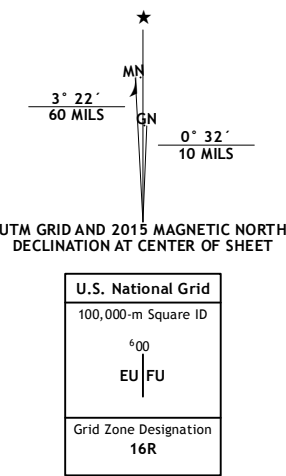 MN
3° 22´
60 MILS
GN
0° 32´
10 MILS
UTM GRID AND 2015 MAGNETIC NORTH
DECLINATION AT CENTER OF SHEET
U.S. National Grid
100,000-m Square ID
⁶00
EU FU
Grid Zone Designation
16R